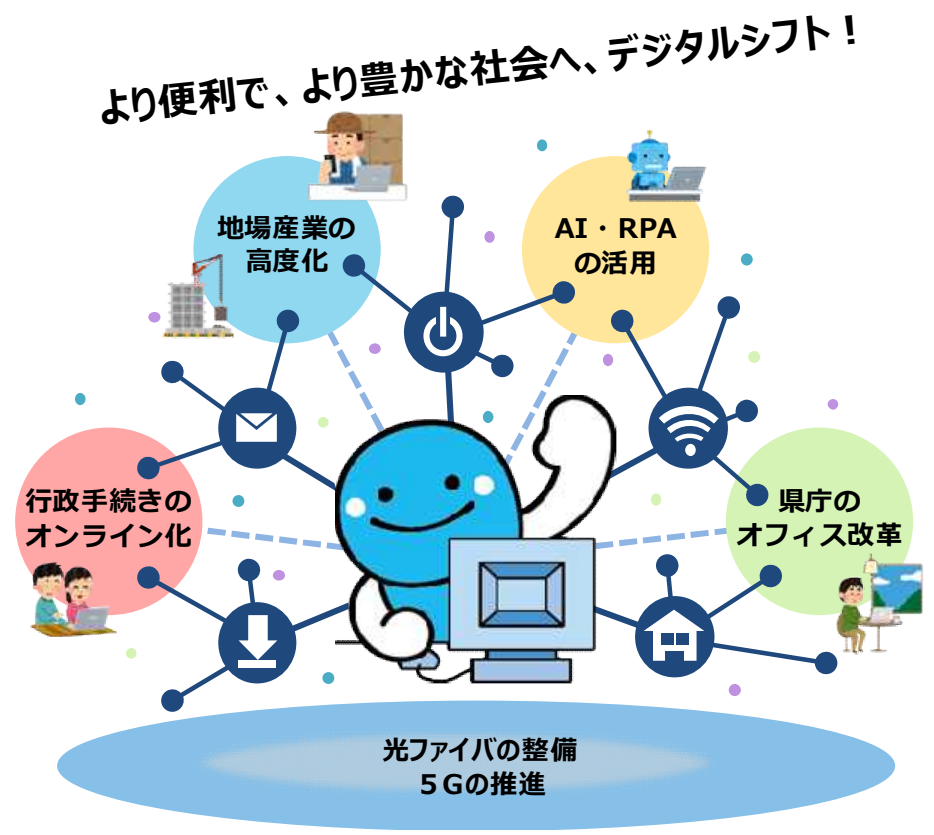 より便利で、より豊かな社会へ、デジタルシフト！
地場産業の
高度化
AI・RPA
の活用
行政手続きの
オンライン化
県庁の
オフィス改革
光ファイバの整備
５Gの推進